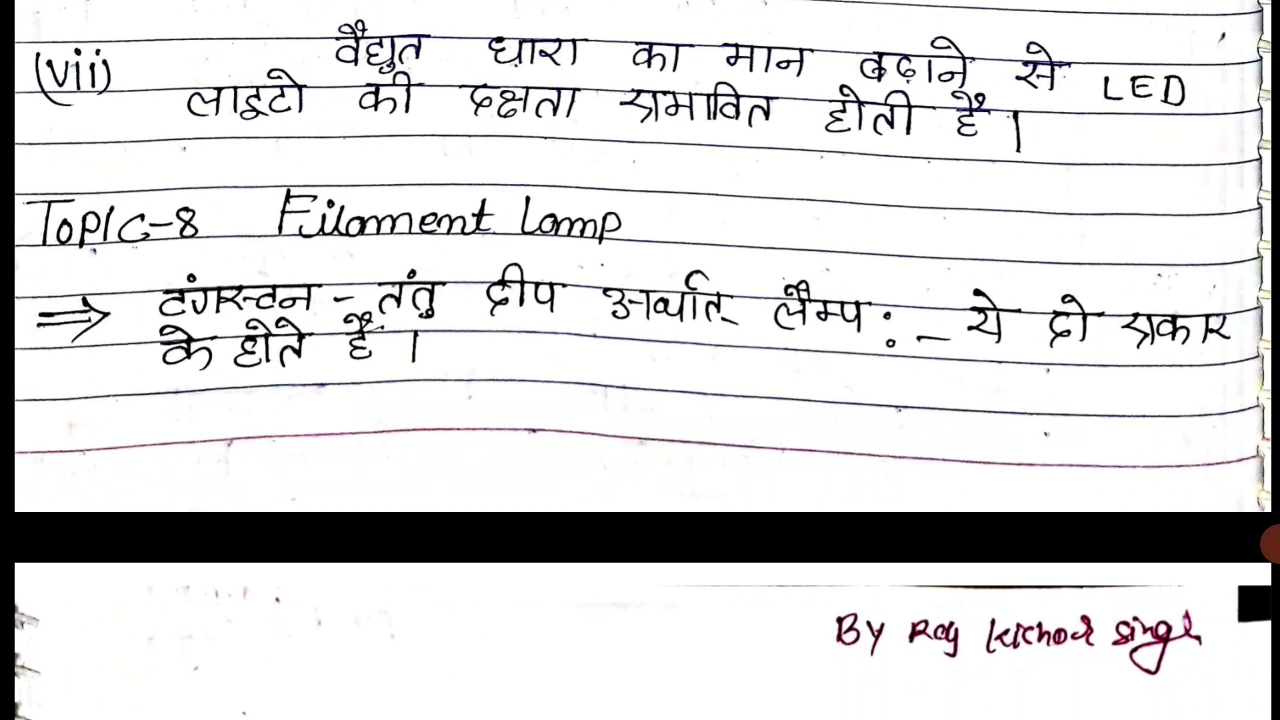 (vii) वैद्युत धारा का मान बढ़ाने से LED
लाइटो की दक्षता प्रभावित होती है ।
Topic-8 Filament Lamp
⇒ टंगस्टन - तंतु दीप अर्थात् लैम्प :- ये दो प्रकार
के होते हैं ।
By Raj Kishor Singh